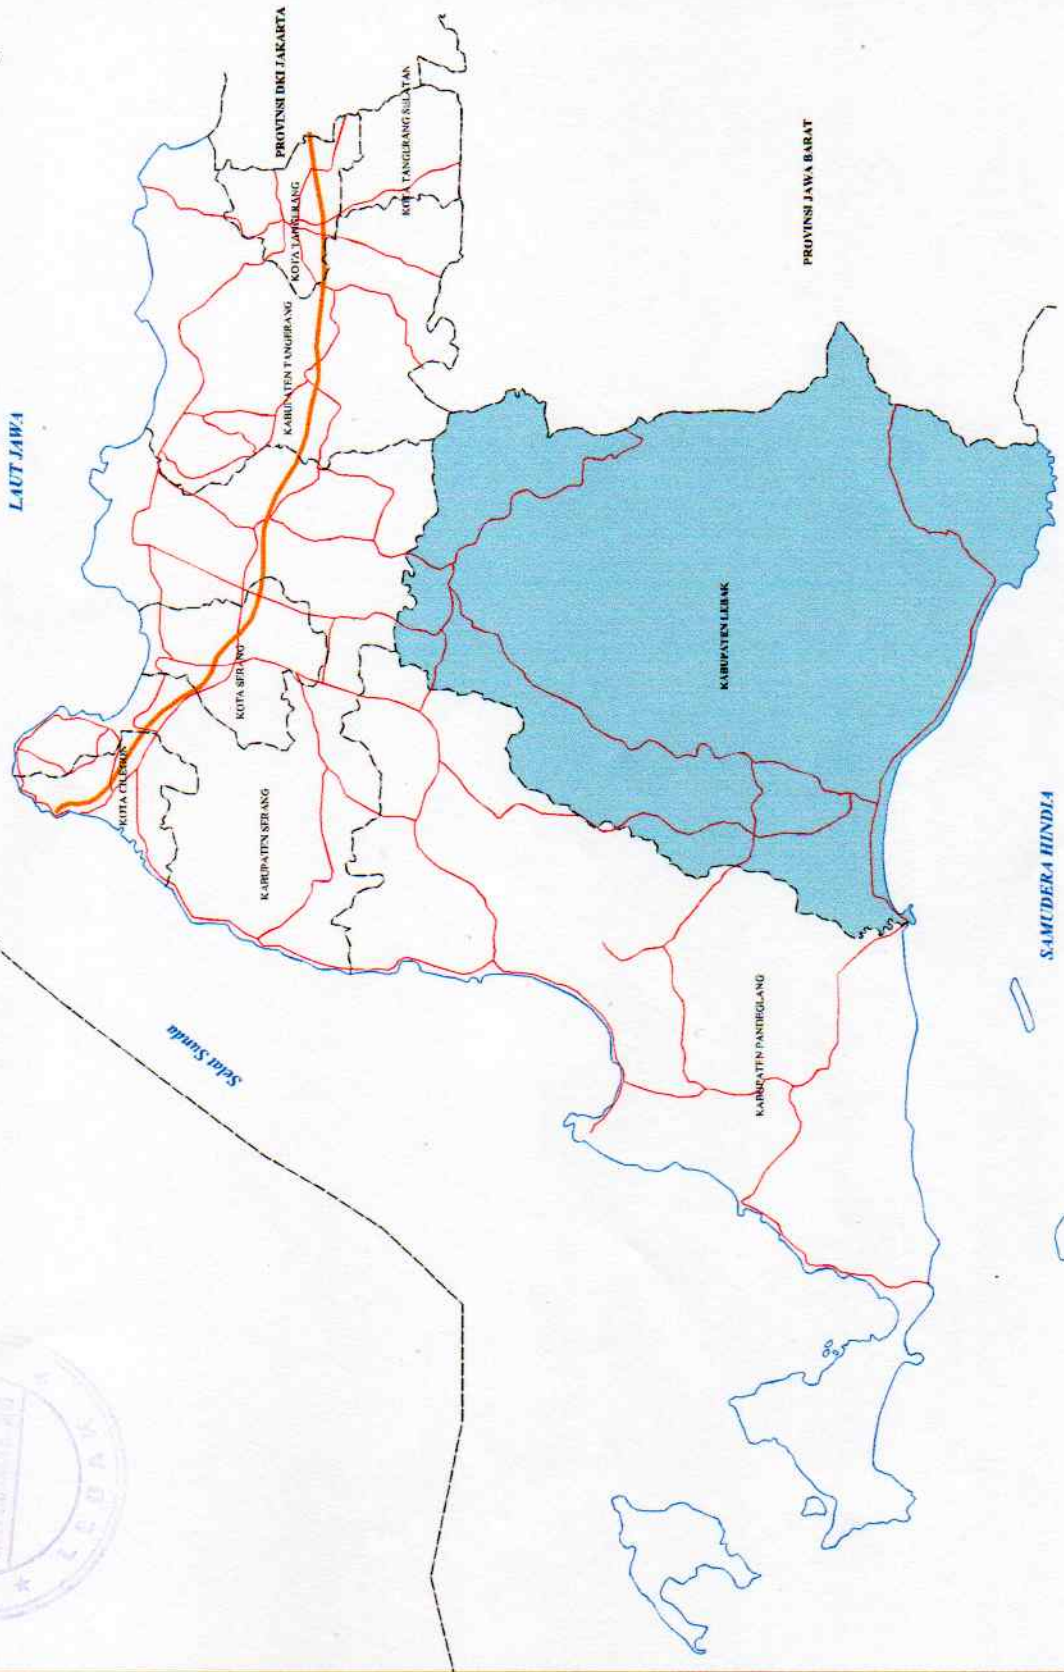 LAUT JAWA
PROVINSI DKI JAKARTA
KOTA TANGERANG
KOTA TANGERANG SELATAN
KABUPATEN TANGERANG
PROVINSI JAWA BARAT
KOTA CILEGON
KOTA SERANG
KABUPATEN SERANG
KABUPATEN LEBAK
Selat Sunda
KABUPATEN PANDEGLANG
SAMUDERA HINDIA
LEBAK